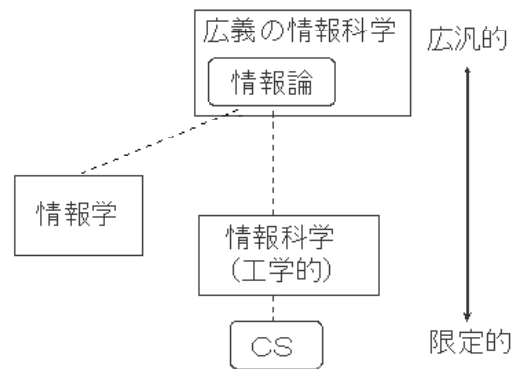 広義の情報科学
情報論
広汎的
情報学
情報科学
（工学的）
CS
限定的